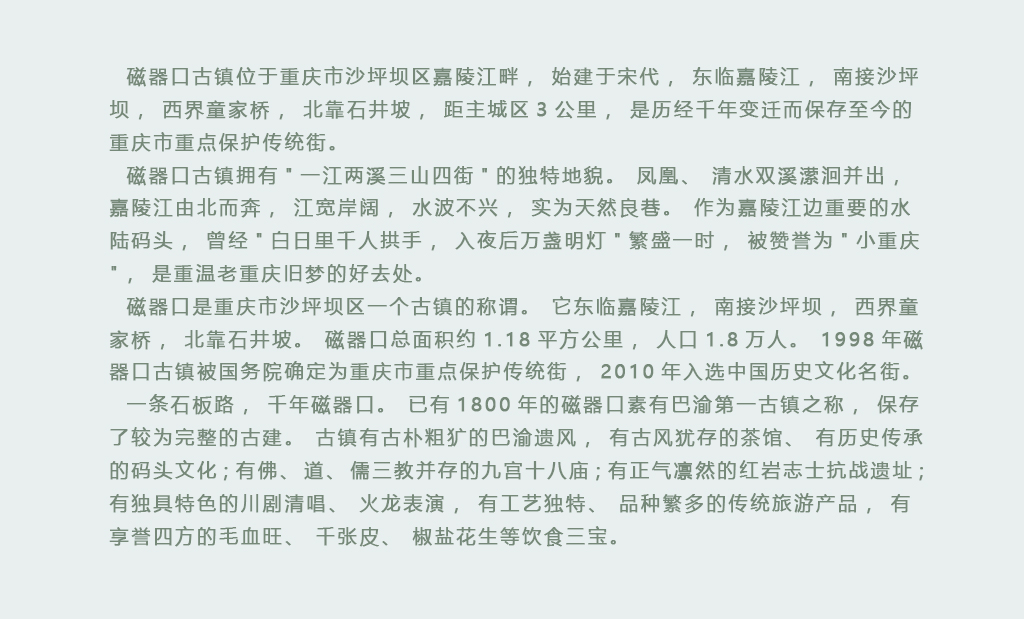 磁器口古镇位于重庆市沙坪坝区嘉陵江畔， 始建于宋代， 东临嘉陵江， 南接沙坪
坝， 西界童家桥， 北靠石井坡， 距主城区 3 公里， 是历经千年变迁而保存至今的
重庆市重点保护传统街。
磁器口古镇拥有 " 一江两溪三山四街 " 的独特地貌。 凤凰、 清水双溪潆洄并出，
嘉陵江由北而奔， 江宽岸阔， 水波不兴， 实为天然良巷。 作为嘉陵江边重要的水
陆码头， 曾经 " 白日里千人拱手， 入夜后万盏明灯 " 繁盛一时， 被赞誉为 " 小重庆
"， 是重温老重庆旧梦的好去处。
磁器口是重庆市沙坪坝区一个古镇的称谓。 它东临嘉陵江， 南接沙坪坝， 西界童
家桥， 北靠石井坡。 磁器口总面积约 1.18 平方公里， 人口 1.8 万人。 1998 年磁
器口古镇被国务院确定为重庆市重点保护传统街， 2010 年入选中国历史文化名街。
一条石板路， 千年磁器口。 已有 1800 年的磁器口素有巴渝第一古镇之称， 保存
了较为完整的古建。 古镇有古朴粗犷的巴渝遗风， 有古风犹存的茶馆、 有历史传承
的码头文化 ; 有佛、道、儒三教并存的九宫十八庙 ; 有正气凛然的红岩志士抗战遗址 ;
有独具特色的川剧清唱、 火龙表演， 有工艺独特、 品种繁多的传统旅游产品， 有
享誉四方的毛血旺、 千张皮、 椒盐花生等饮食三宝。